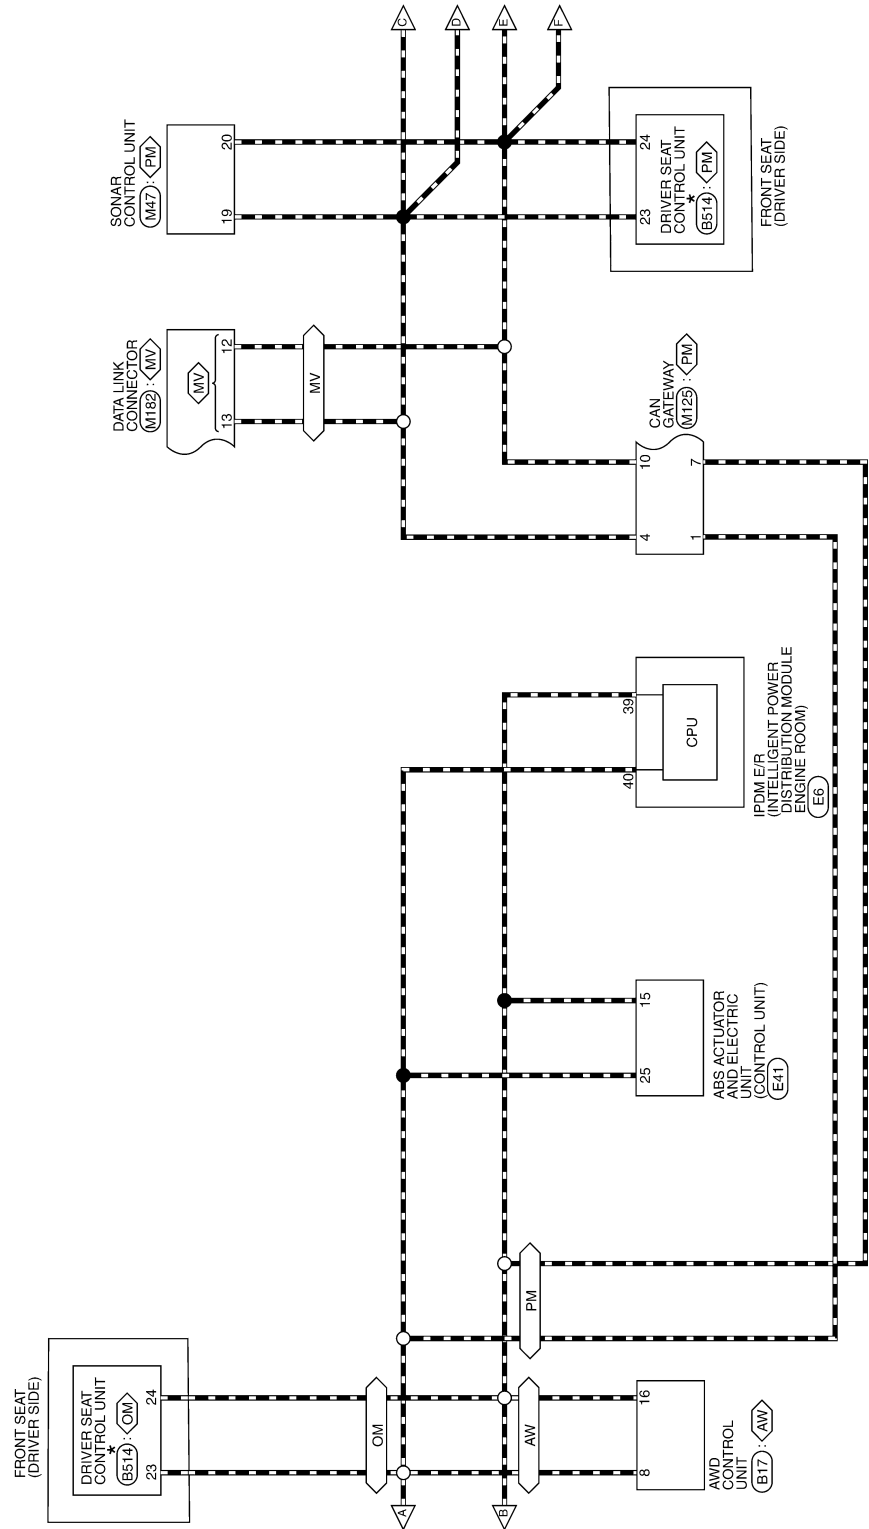 C
D
E
F
SONAR
CONTROL UNIT
M47 : PM
19
20
23
24
DRIVER SEAT
CONTROL UNIT
*
B514 : PM
FRONT SEAT
(DRIVER SIDE)
DATA LINK
CONNECTOR
M182 : MV
MV
13
12
MV
CAN
GATEWAY
M125 : PM
4
10
1
7
40
39
CPU
IPDM E/R
(INTELLIGENT POWER
DISTRIBUTION MODULE
ENGINE ROOM)
E6
25
15
ABS ACTUATOR
AND ELECTRIC
UNIT
(CONTROL UNIT)
E41
PM
FRONT SEAT
(DRIVER SIDE)
DRIVER SEAT
CONTROL UNIT
*
B514 : OM
23
24
OM
AW
8
16
AWD
CONTROL
UNIT
B17 : AW
A
B